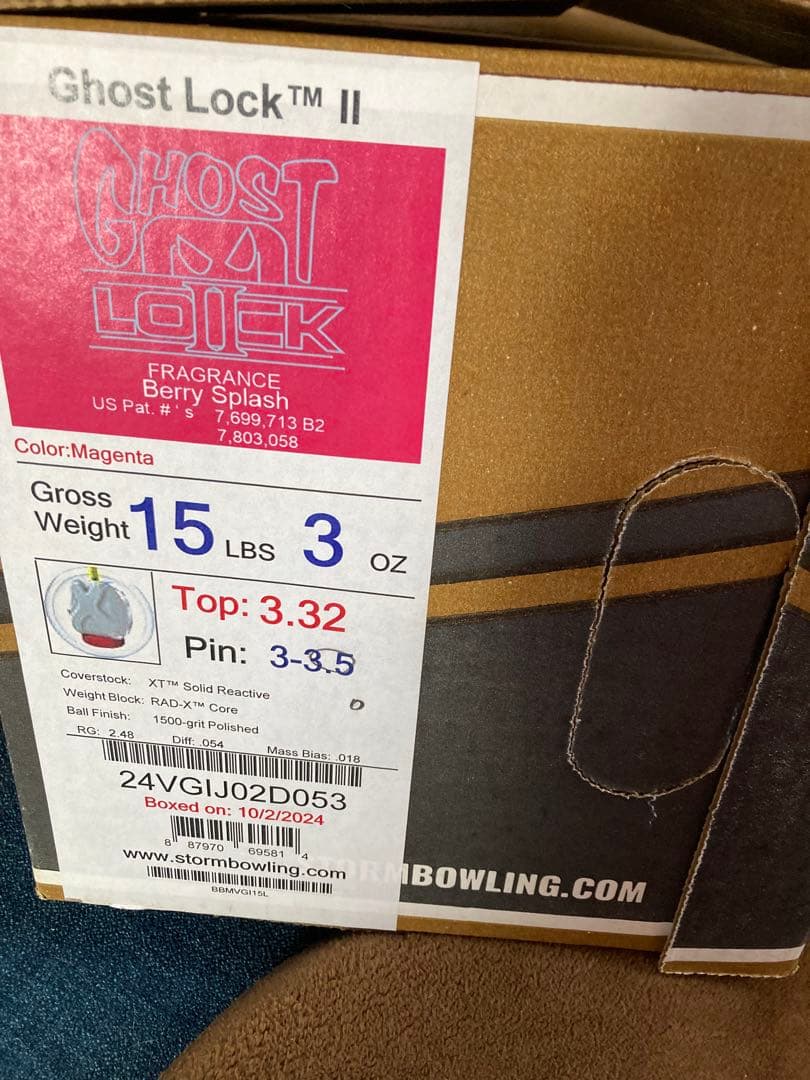 Ghost Lock™ II
GHOST
LOIICK
FRAGRANCE
Berry Splash
US Pat. # ' s 7,699,713 B2
7,803,058
Color:Magenta
Gross Weight 15 LBS 3 OZ
Top: 3.32
Pin: 3-3.5
Coverstock: XT™ Solid Reactive
Weight Block: RAD-X™ Core
Ball Finish: 1500-grit Polished
RG: 2.48 Diff: .054 Mass Bias: .018
24VGIJ02D053
Boxed on: 10/2/2024
8 87970 69581 4
www.stormbowling.com
BBMVGI15L
STORMBOWLING.COM